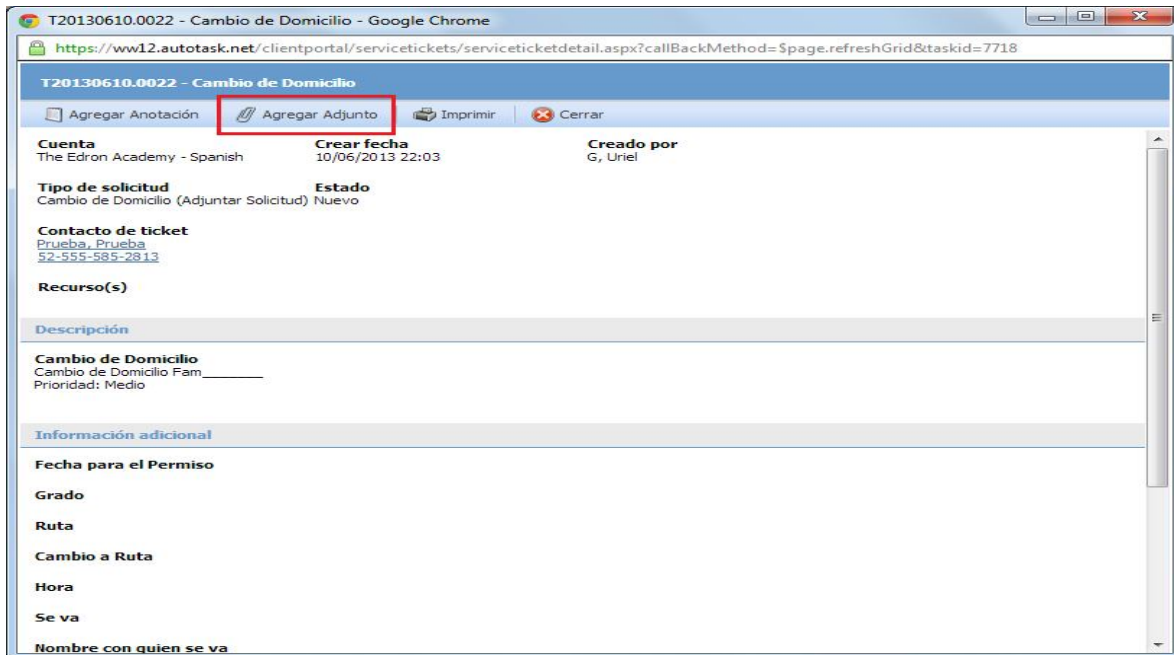 T20130610.0022 - Cambio de Domicilio - Google Chrome
https://ww12.autotask.net/clientportal/servicetickets/serviceticketdetail.aspx?callBackMethod=$page.refreshGrid&taskid=7718
T20130610.0022 - Cambio de Domicilio
Agregar Anotación Agregar Adjunto Imprimir Cerrar
Cuenta Crear fecha Creado por
The Edron Academy - Spanish 10/06/2013 22:03 G, Uriel
Tipo de solicitud Estado
Cambio de Domicilio (Adjuntar Solicitud) Nuevo
Contacto de ticket
Prueba, Prueba
52-555-585-2813
Recurso(s)
Descripción
Cambio de Domicilio
Cambio de Domicilio Fam_______
Prioridad: Medio
Información adicional
Fecha para el Permiso
Grado
Ruta
Cambio a Ruta
Hora
Se va
Nombre con quien se va